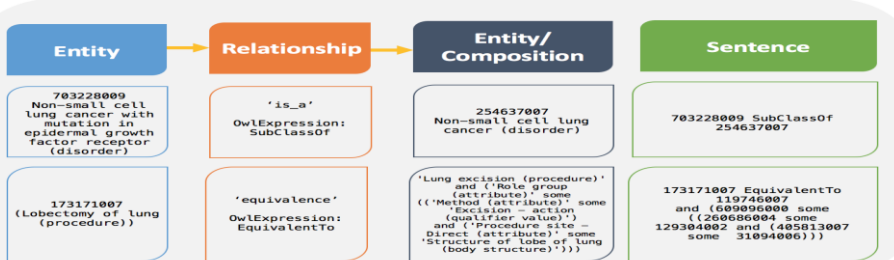 Entity
Relationship
Entity/
Composition
Sentence
703228009
Non-small cell
lung cancer with
mutation in
epidermal growth
factor receptor
(disorder)
‘is_a’
OwlExpression:
SubClassOf
254637007
Non-small cell lung
cancer (disorder)
703228009 SubClassOf
254637007
173171007
(Lobectomy of lung
(procedure))
‘equivalence’
OwlExpression:
EquivalentTo
'Lung excision (procedure)'
and ('Role group
(attribute)' some
(('Method (attribute)' some
'Excision – action
(qualifier value)')
and ('Procedure site –
Direct (attribute)' some
'Structure of lobe of lung
(body structure)')))
173171007 EquivalentTo
119746007
and (609096000 some
((260686004 some
129304002 and (405813007
some 31094006)))